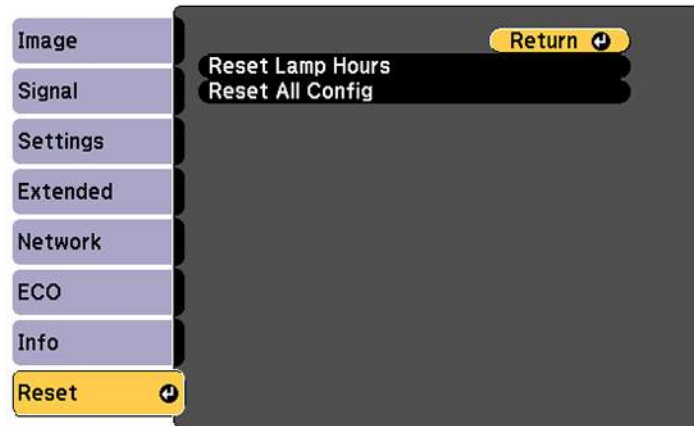 Image
Signal
Settings
Extended
Network
ECO
Info
Reset
Return
Reset Lamp Hours
Reset All Config